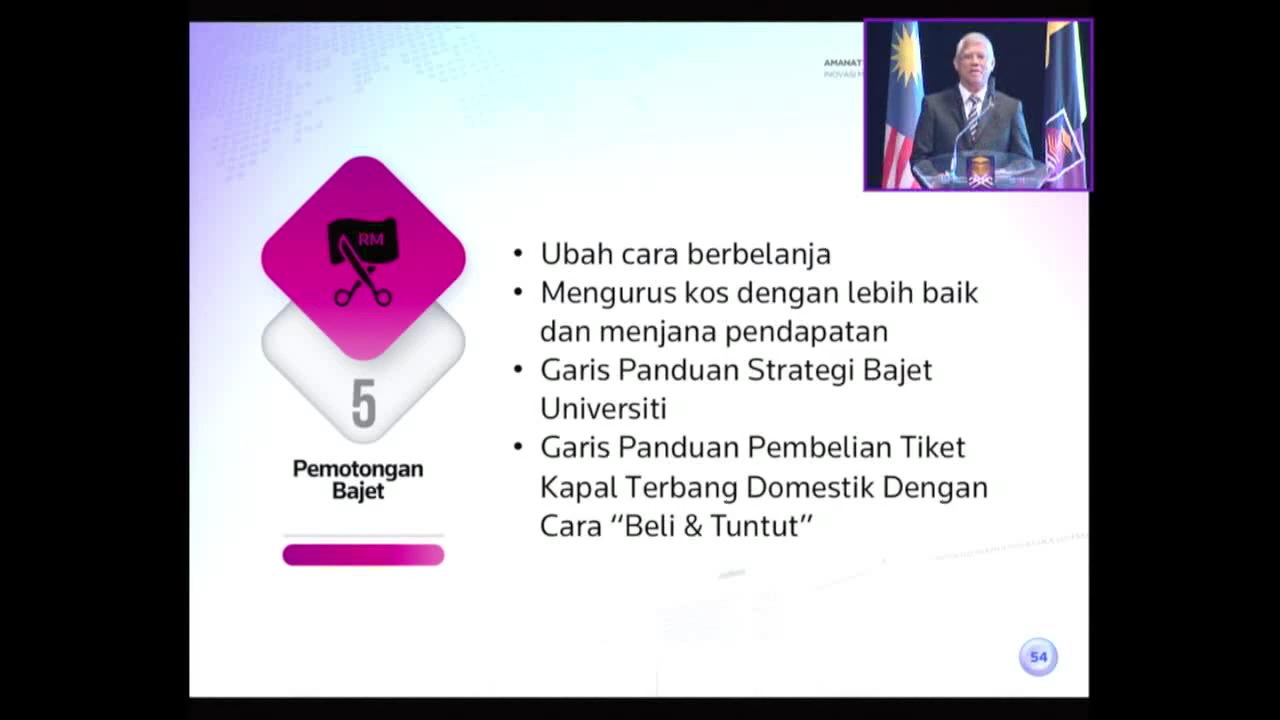 AMANAT
INOVASI M
RM
5
Pemotongan
Bajet
• Ubah cara berbelanja
• Mengurus kos dengan lebih baik
dan menjana pendapatan
• Garis Panduan Strategi Bajet
Universiti
• Garis Panduan Pembelian Tiket
Kapal Terbang Domestik Dengan
Cara “Beli & Tuntut”
54